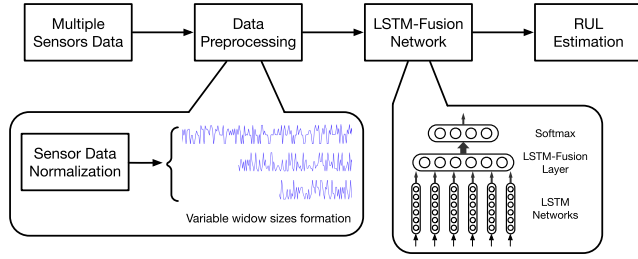 Multiple
Sensors Data
Data
Preprocessing
LSTM-Fusion
Network
RUL
Estimation
Sensor Data
Normalization
Variable widow sizes formation
Softmax
LSTM-Fusion
Layer
LSTM
Networks